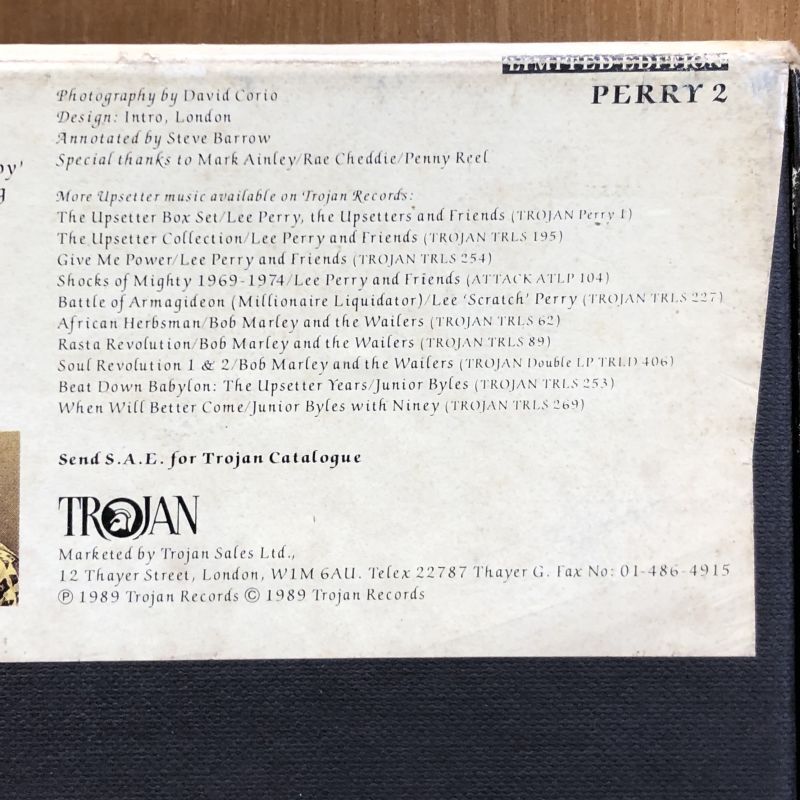 LIMITED EDITION
PERRY 2
Photography by David Corio
Design: Intro, London
Annotated by Steve Barrow
Special thanks to Mark Ainley/Rae Cheddie/Penny Reel
More Upsetter music available on Trojan Records:
The Upsetter Box Set/Lee Perry, the Upsetters and Friends (TROJAN Perry 1)
The Upsetter Collection/Lee Perry and Friends (TROJAN TRLS 195)
Give Me Power/Lee Perry and Friends (TROJAN TRLS 254)
Shocks of Mighty 1969-1974/Lee Perry and Friends (ATTACK ATLP 104)
Battle of Armagideon (Millionaire Liquidator)/Lee 'Scratch' Perry (TROJAN TRLS 227)
African Herbsman/Bob Marley and the Wailers (TROJAN TRLS 62)
Rasta Revolution/Bob Marley and the Wailers (TROJAN TRLS 89)
Soul Revolution 1 & 2/Bob Marley and the Wailers (TROJAN Double LP TRLD 406)
Beat Down Babylon: The Upsetter Years/Junior Byles (TROJAN TRLS 253)
When Will Better Come/Junior Byles with Niney (TROJAN TRLS 269)
Send S.A.E. for Trojan Catalogue
TROJAN
Marketed by Trojan Sales Ltd.,
12 Thayer Street, London, W1M 6AU. Telex 22787 Thayer G. Fax No: 01-486-4915
℗ 1989 Trojan Records © 1989 Trojan Records